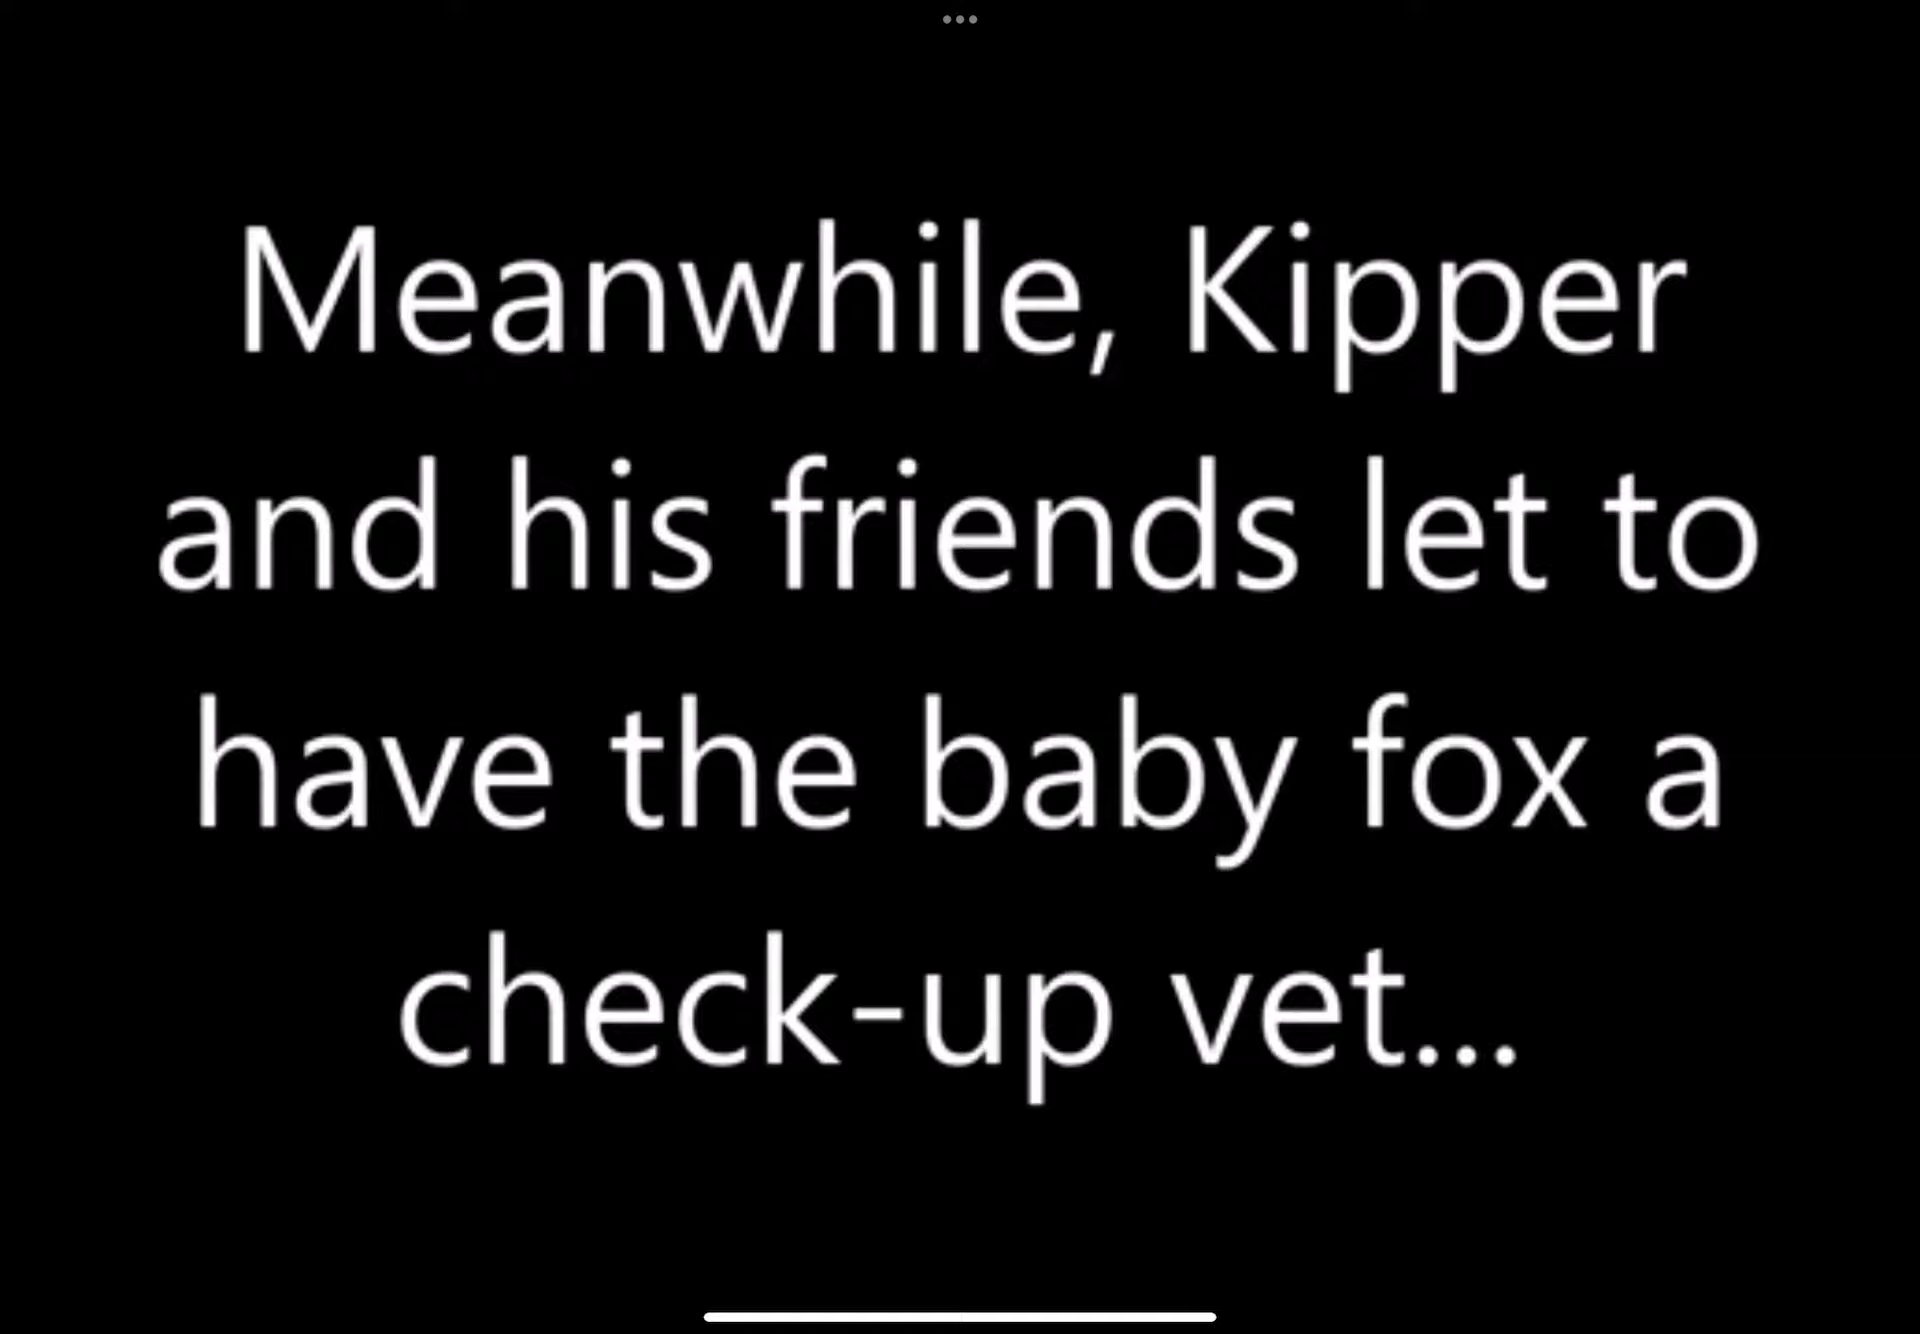 Meanwhile, Kipper
and his friends let to
have the baby fox a
check-up vet...